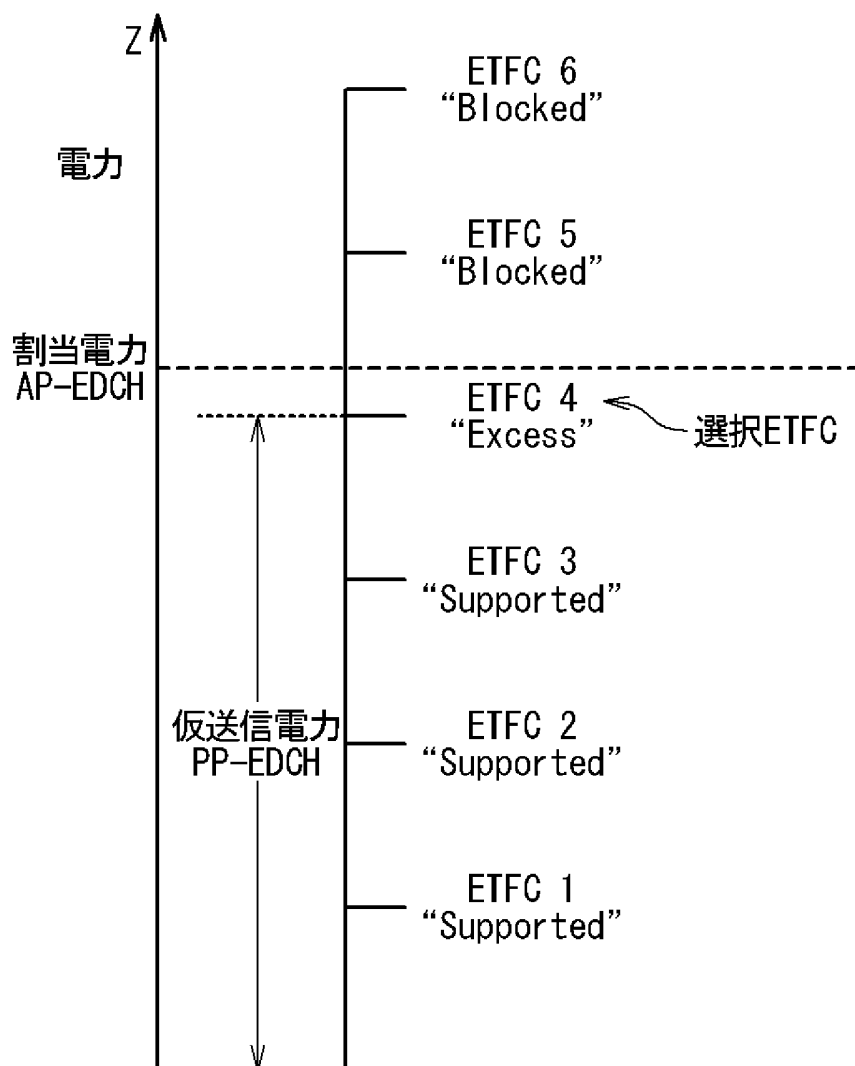 Z
電力
ETFC 6
“Blocked”
ETFC 5
“Blocked”
割当電力
AP-EDCH
ETFC 4
“Excess”
選択ETFC
ETFC 3
“Supported”
仮送信電力
PP-EDCH
ETFC 2
“Supported”
ETFC 1
“Supported”